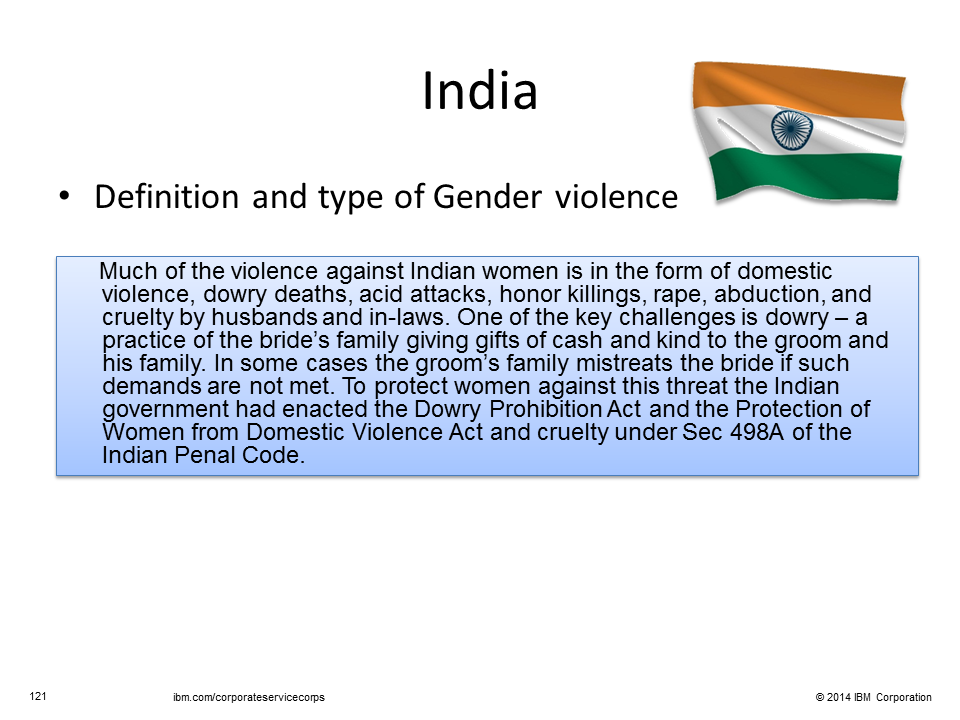 India
• Definition and type of Gender violence
Much of the violence against Indian women is in the form of domestic
violence, dowry deaths, acid attacks, honor killings, rape, abduction, and
cruelty by husbands and in-laws. One of the key challenges is dowry – a
practice of the bride’s family giving gifts of cash and kind to the groom and
his family. In some cases the groom’s family mistreats the bride if such
demands are not met. To protect women against this threat the Indian
government had enacted the Dowry Prohibition Act and the Protection of
Women from Domestic Violence Act and cruelty under Sec 498A of the
Indian Penal Code.
121 ibm.com/corporateservicecorps © 2014 IBM Corporation